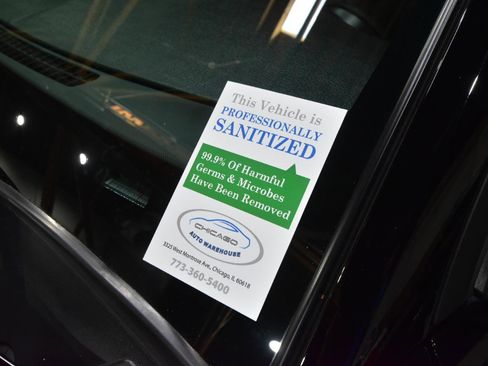 This Vehicle is
PROFESSIONALLY
SANITIZED
99.9% Of Harmful
Germs & Microbes
Have Been Removed
CHICAGO
AUTO WAREHOUSE
3325 West Montrose Ave, Chicago, IL 60618
773-360-5400